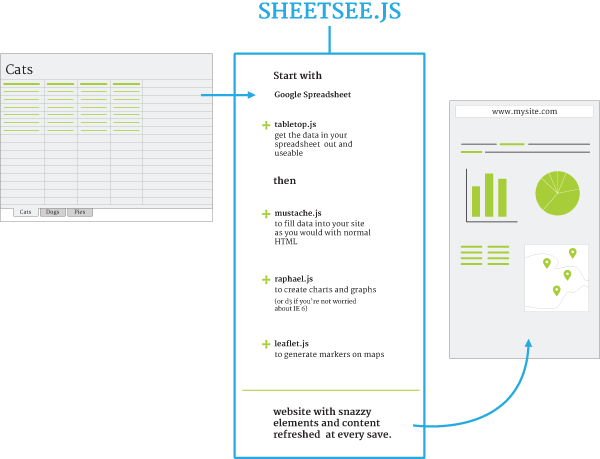 SHEETSEE.JS
Cats
Cats
Dogs
Pies
Start with
Google Spreadsheet
+ tabletop.js
get the data in your
spreadsheet out and
useable
then
+ mustache.js
to fill data into your site
as you would with normal
HTML
+ raphael.js
to create charts and graphs
(or d3 if you're not worried
about IE 6)
+ leaflet.js
to generate markers on maps
website with snazzy
elements and content
refreshed at every save.
www.mysite.com